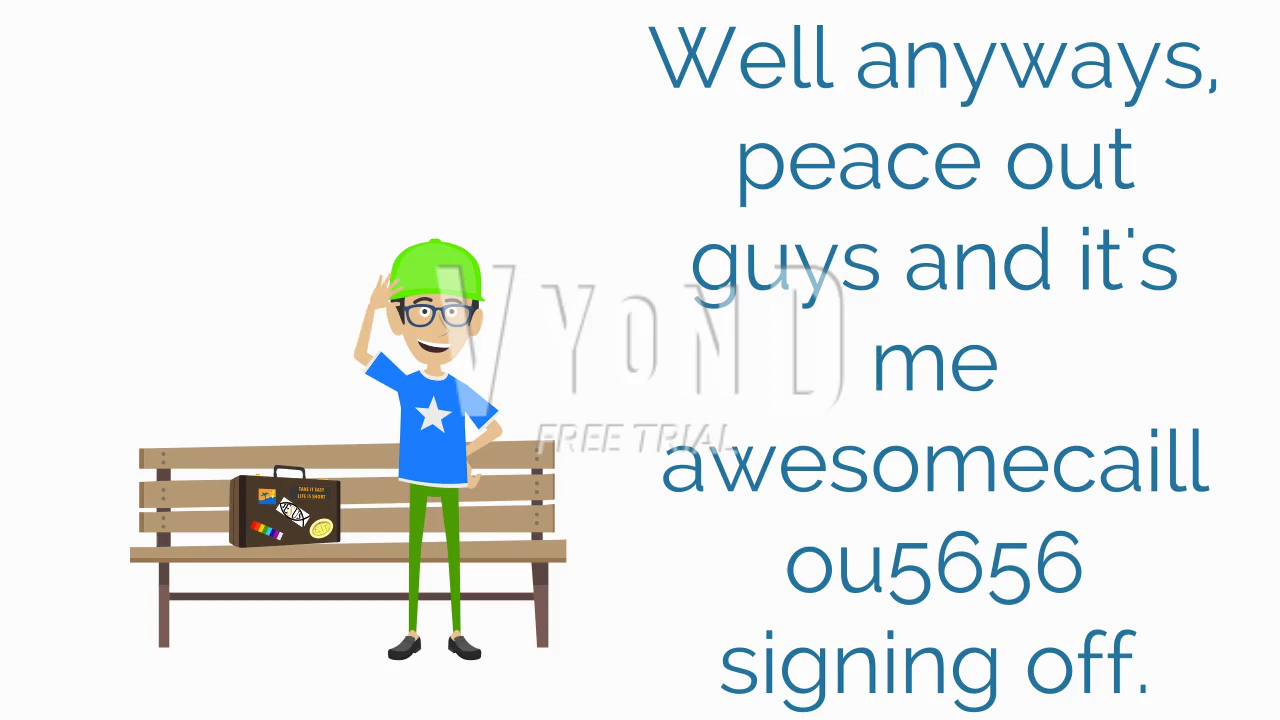 Well anyways,
peace out
guys and it's
me
awesomecaill
ou5656
signing off.
VYOND
FREE TRIAL
TAKE IT EASY
LIFE IS SHORT